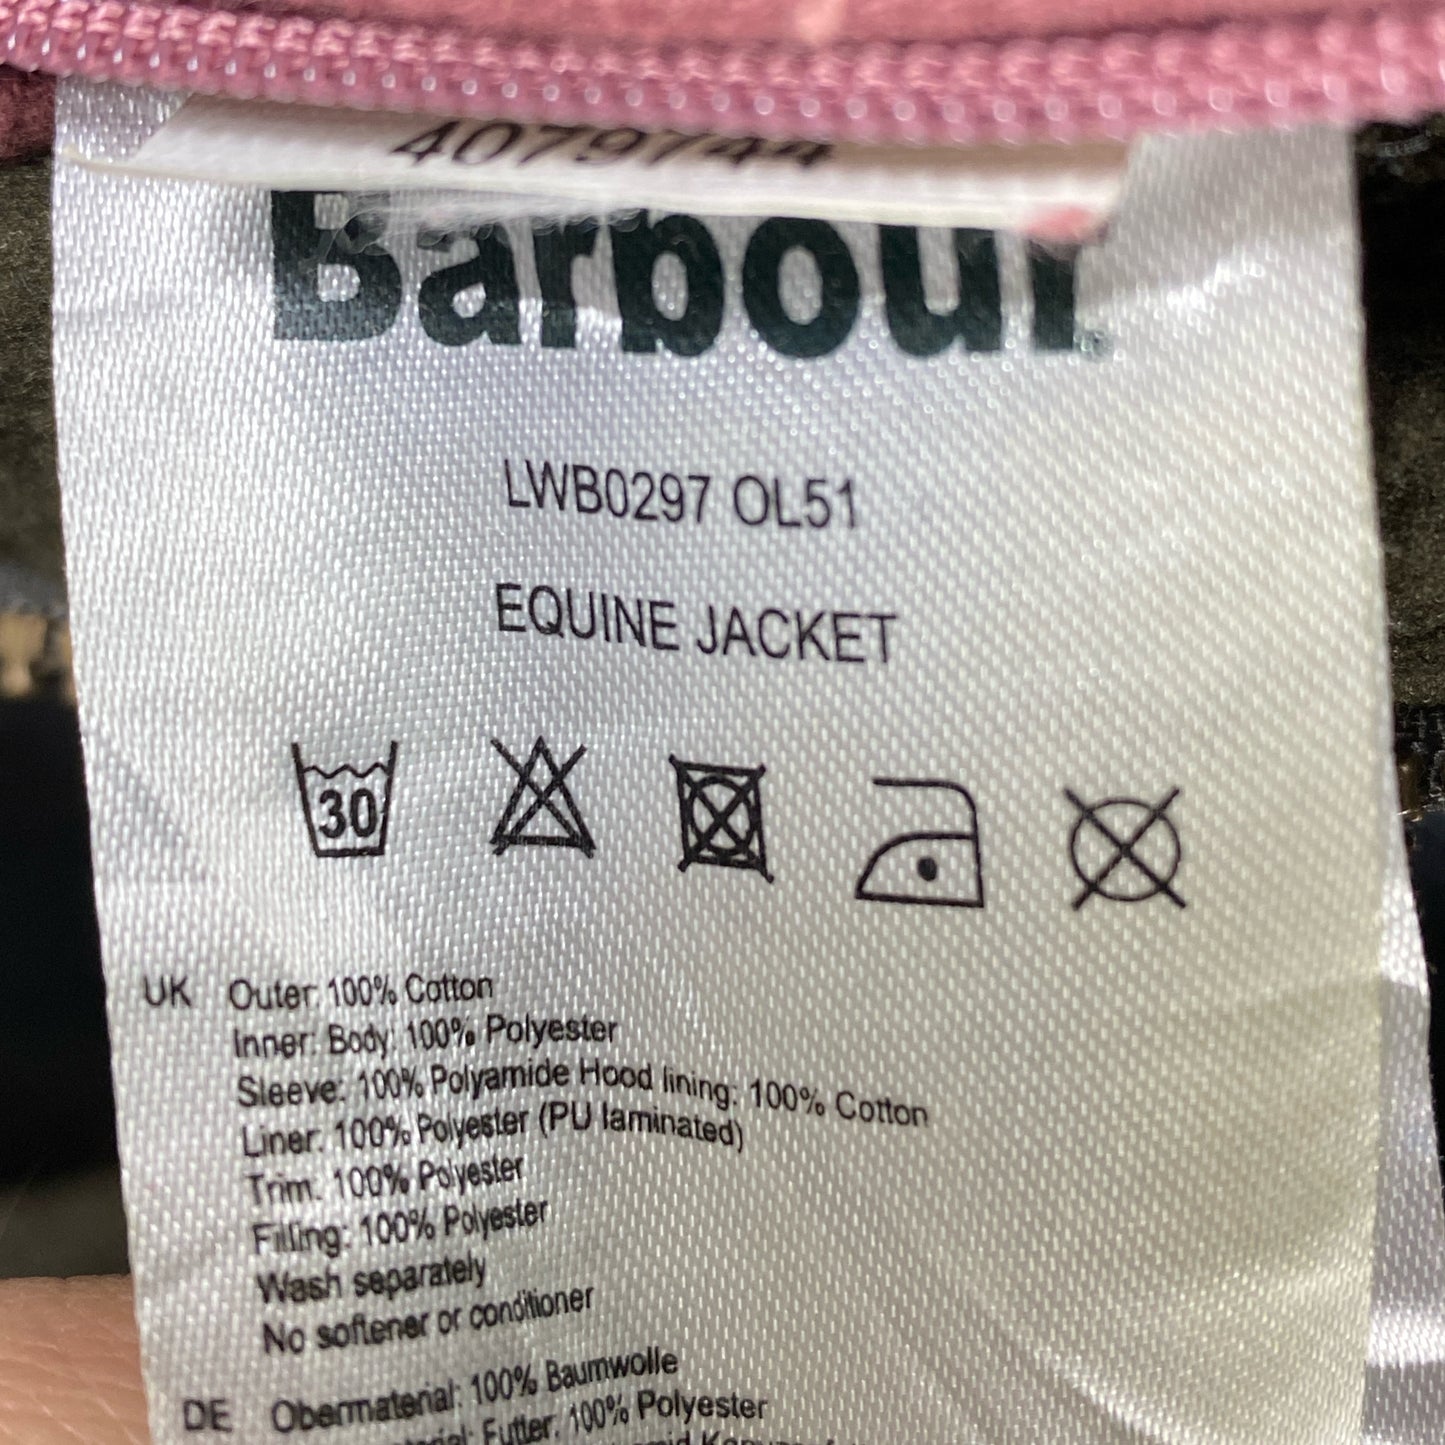 4079744
Barbour
LWB0297 OL51
EQUINE JACKET
30
UK Outer: 100% Cotton
Inner: Body: 100% Polyester
Sleeve: 100% Polyamide Hood lining: 100% Cotton
Liner: 100% Polyester (PU laminated)
Trim: 100% Polyester
Filling: 100% Polyester
Wash separately
No softener or conditioner
DE Obermaterial: 100% Baumwolle
Futter: 100% Polyester